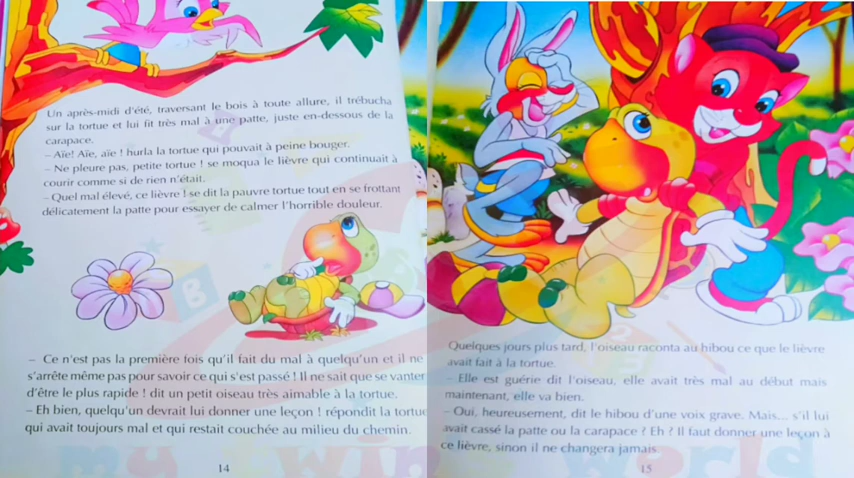 Un après-midi d'été, traversant le bois à toute allure, il trébucha
sur la tortue et lui fit très mal à une patte, juste en-dessous de la
carapace.
– Aïe! Aïe, aïe ! hurla la tortue qui pouvait à peine bouger.
– Ne pleure pas, petite tortue ! se moqua le lièvre qui continuait à
courir comme si de rien n'était.
– Quel mal élevé, ce lièvre ! se dit la pauvre tortue tout en se frottant
délicatement la patte pour essayer de calmer l'horrible douleur.
– Ce n'est pas la première fois qu'il fait du mal à quelqu'un et il ne
s'arrête même pas pour savoir ce qui s'est passé ! Il ne sait que se vanter
d'être le plus rapide ! dit un petit oiseau très aimable à la tortue.
– Eh bien, quelqu'un devrait lui donner une leçon ! répondit la tortue
qui avait toujours mal et qui restait couchée au milieu du chemin.
14
Quelques jours plus tard, l'oiseau raconta au hibou ce que le lièvre
avait fait à la tortue.
– Elle est guérie dit l'oiseau, elle avait très mal au début mais
maintenant, elle va bien.
– Oui, heureusement, dit le hibou d'une voix grave. Mais... s'il lui
avait cassé la patte ou la carapace ? Eh ? Il faut donner une leçon à
ce lièvre, sinon il ne changera jamais
15